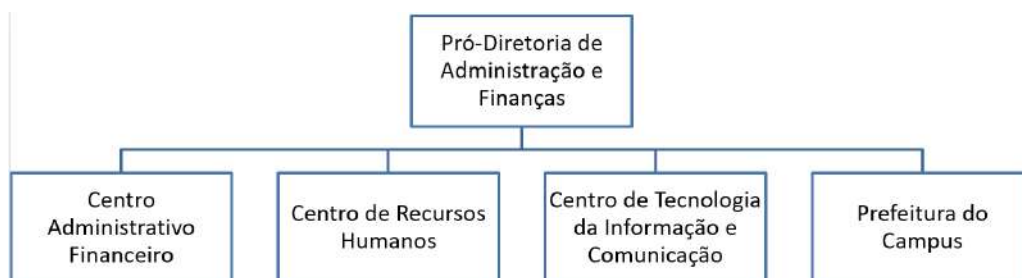 Pró-Diretoria de
Administração e
Finanças
Centro
Administrativo
Financeiro
Centro de Recursos
Humanos
Centro de Tecnologia
da Informação e
Comunicação
Prefeitura do
Campus